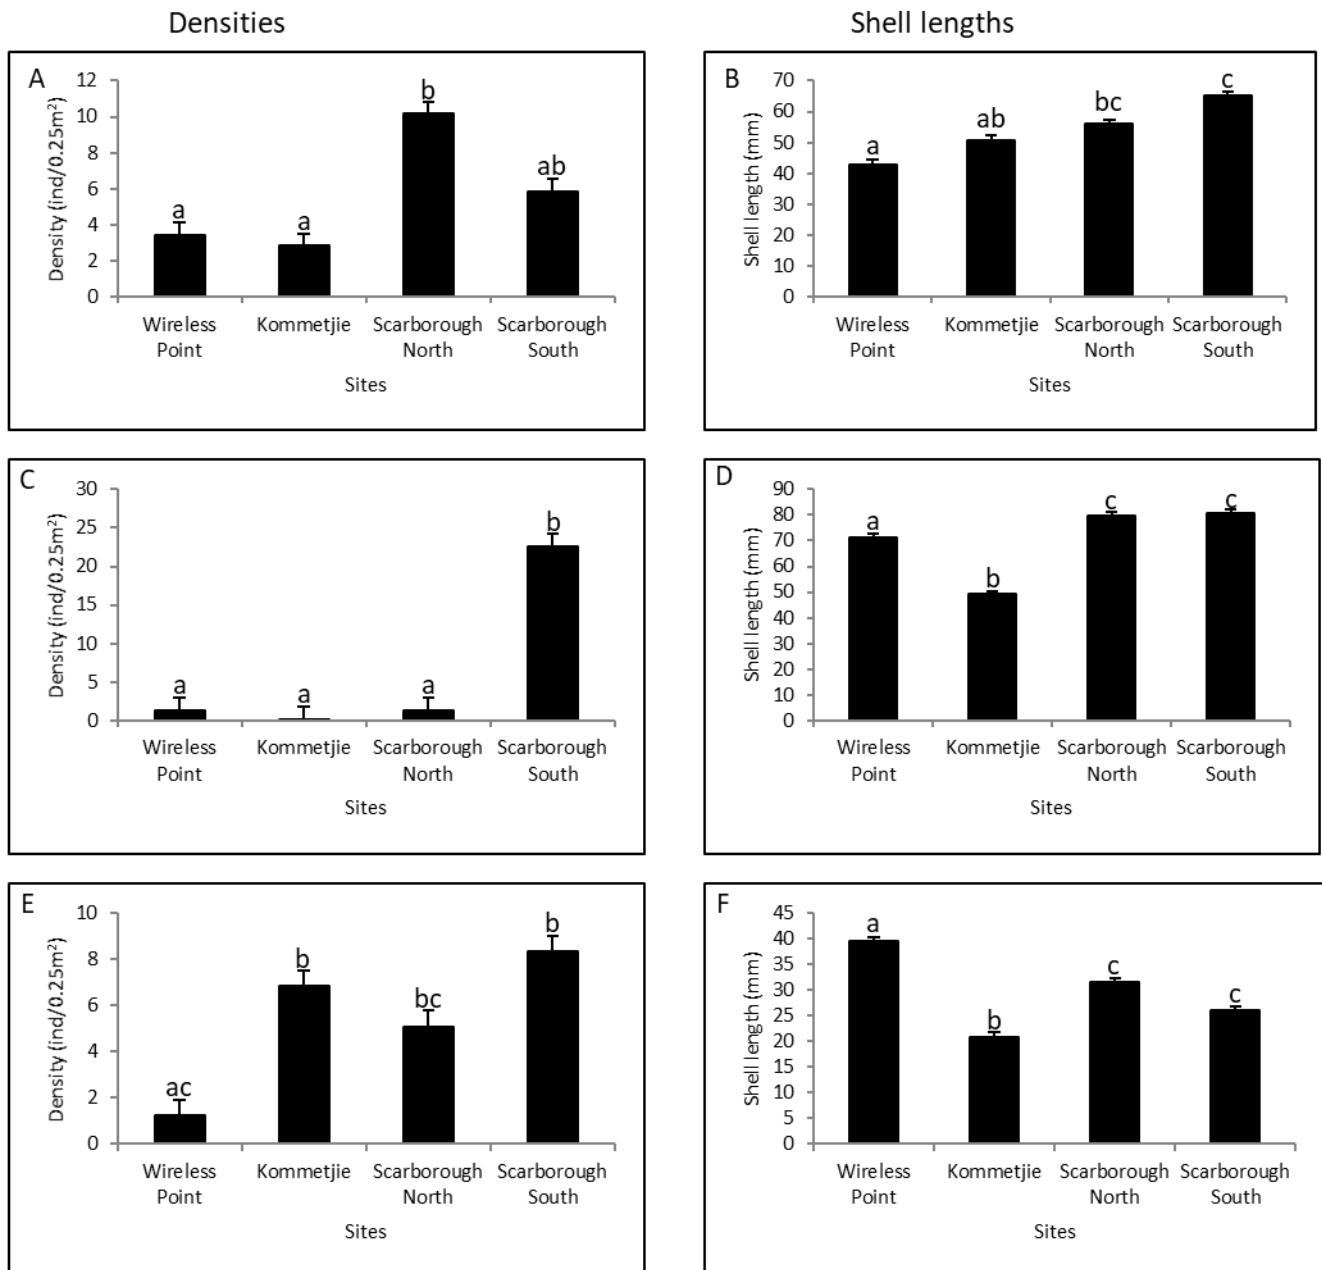 Densities
Shell lengths
A
Density (ind/0.25m²)
12
10
8
6
4
2
0
a
a
b
ab
Wireless Point
Kommetjie
Scarborough North
Scarborough South
Sites
B
Shell length (mm)
70
60
50
40
30
20
10
0
a
ab
bc
c
Wireless Point
Kommetjie
Scarborough North
Scarborough South
Sites
C
Density (ind/0.25m²)
30
25
20
15
10
5
0
a
a
a
b
Wireless Point
Kommetjie
Scarborough North
Scarborough South
Sites
D
Shell length (mm)
90
80
70
60
50
40
30
20
10
0
a
b
c
c
Wireless Point
Kommetjie
Scarborough North
Scarborough South
Sites
E
Density (ind/0.25m²)
10
8
6
4
2
0
ac
b
bc
b
Wireless Point
Kommetjie
Scarborough North
Scarborough South
Sites
F
Shell length (mm)
45
40
35
30
25
20
15
10
5
0
a
b
c
c
Wireless Point
Kommetjie
Scarborough North
Scarborough South
Sites